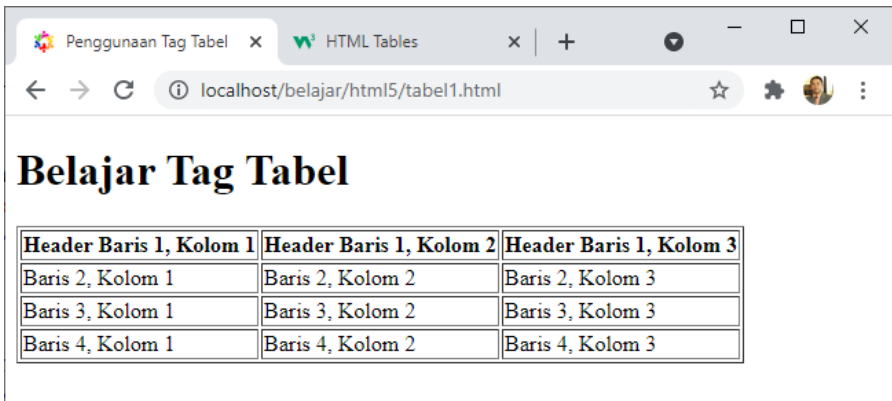 Penggunaan Tag Tabel
HTML Tables
localhost/belajar/html5/tabel1.html
Belajar Tag Tabel
Header Baris 1, Kolom 1 Header Baris 1, Kolom 2 Header Baris 1, Kolom 3
Baris 2, Kolom 1 Baris 2, Kolom 2 Baris 2, Kolom 3
Baris 3, Kolom 1 Baris 3, Kolom 2 Baris 3, Kolom 3
Baris 4, Kolom 1 Baris 4, Kolom 2 Baris 4, Kolom 3